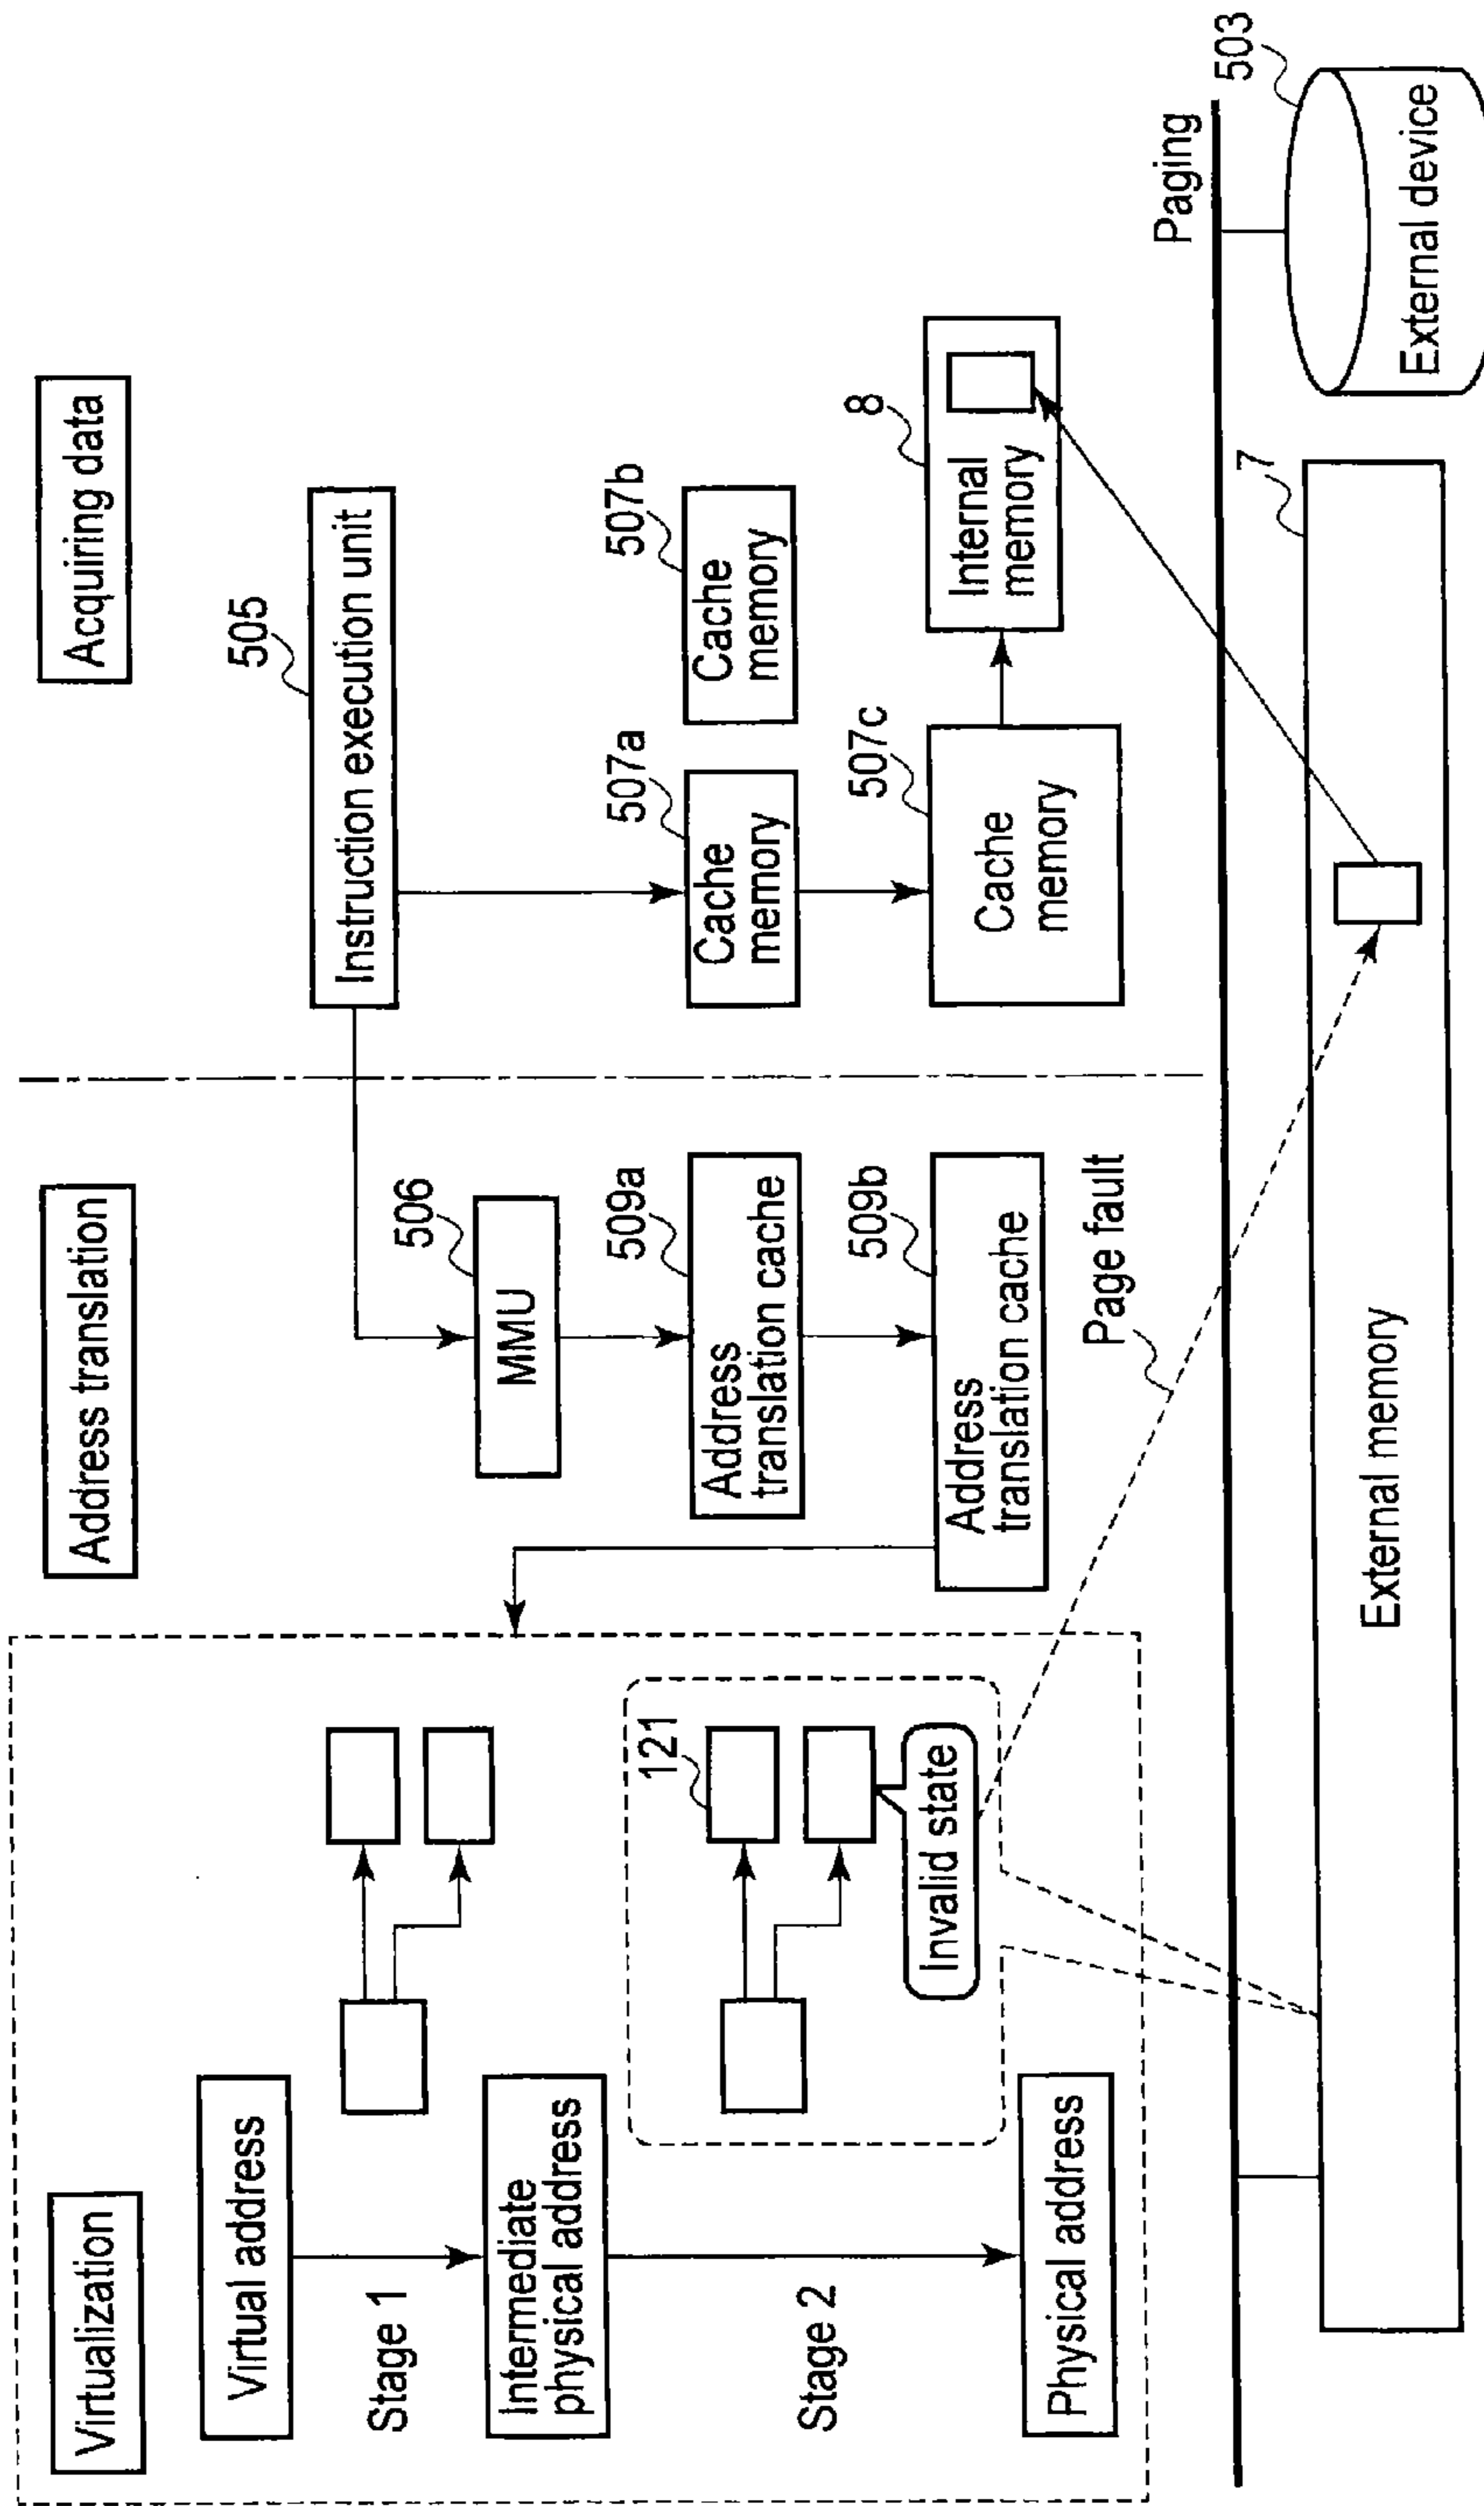 Virtualization
Address translation
Acquiring data
Virtual address
Stage 1
Intermediate
physical address
Stage 2
Physical address
121
Invalid state
505
Instruction execution unit
506
MMU
509a
Address
translation cache
509b
Address
translation cache
507a
Cache
memory
507b
Cache
memory
507c
Cache
memory
8
Internal
memory
Page fault
Paging
7
External memory
503
External device